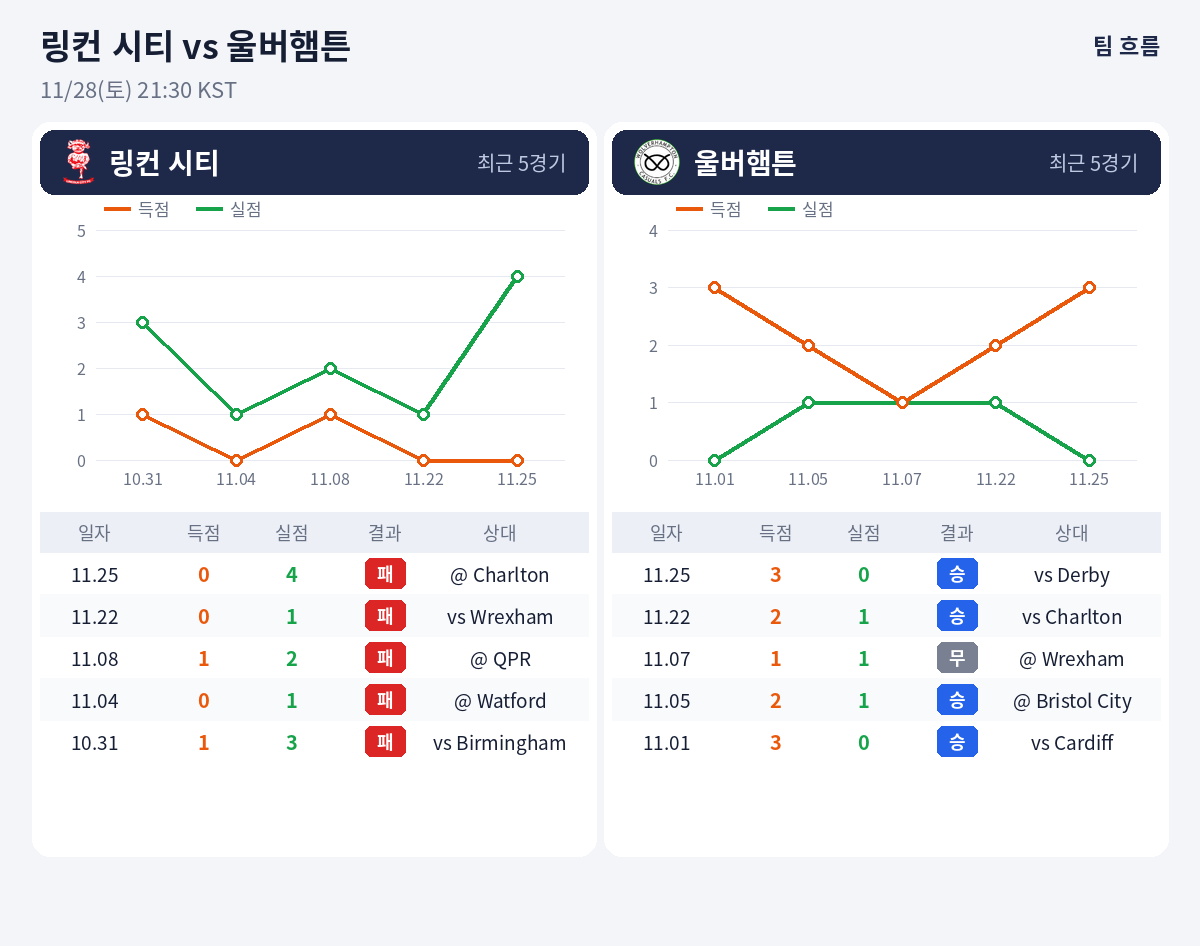 링컨 시티 vs 울버햄튼
팀 흐름
11/28(토) 21:30 KST
링컨 시티
최근 5경기
득점 실점
5
4
3
2
1
0
10.31 11.04 11.08 11.22 11.25
일자 득점 실점 결과 상대
11.25 0 4 패 @ Charlton
11.22 0 1 패 vs Wrexham
11.08 1 2 패 @ QPR
11.04 0 1 패 @ Watford
10.31 1 3 패 vs Birmingham
WOLVERHAMPTON
CASUALS F.C.
울버햄튼
최근 5경기
득점 실점
4
3
2
1
0
11.01 11.05 11.07 11.22 11.25
일자 득점 실점 결과 상대
11.25 3 0 승 vs Derby
11.22 2 1 승 vs Charlton
11.07 1 1 무 @ Wrexham
11.05 2 1 승 @ Bristol City
11.01 3 0 승 vs Cardiff